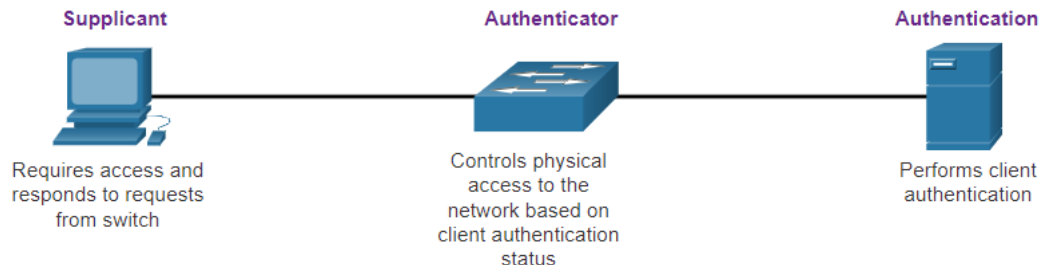 Supplicant
Authenticator
Authentication
Requires access and
responds to requests
from switch
Controls physical
access to the
network based on
client authentication
status
Performs client
authentication